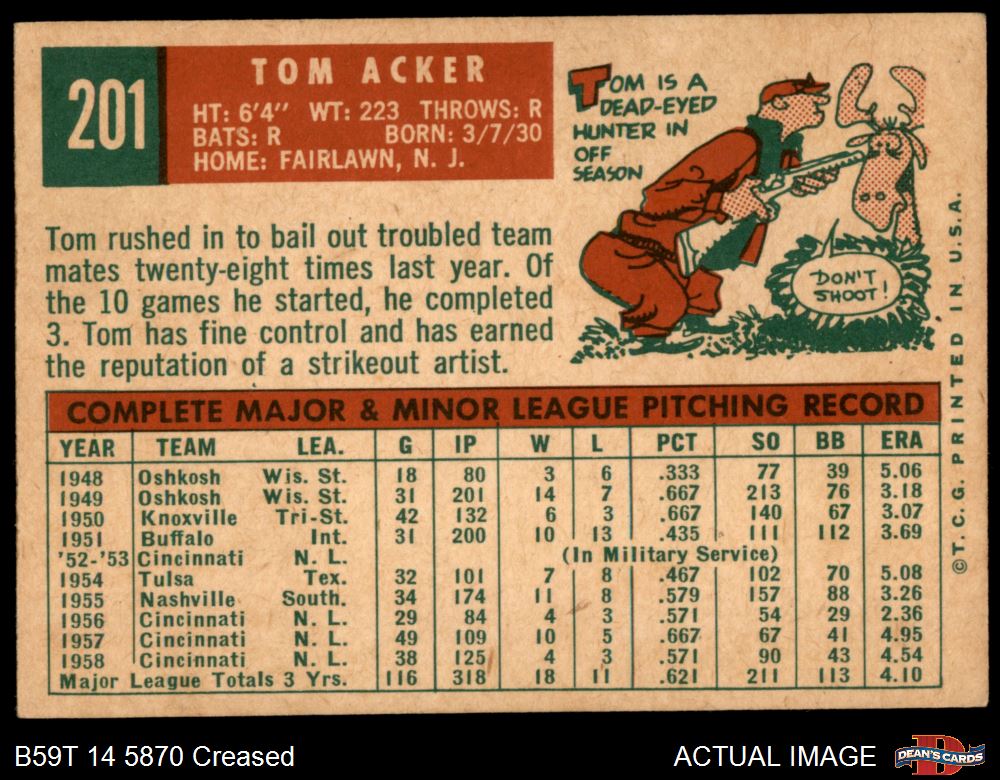 201
TOM ACKER
HT: 6'4" WT: 223 THROWS: R
BATS: R BORN: 3/7/30
HOME: FAIRLAWN, N. J.
TOM IS A
DEAD-EYED
HUNTER IN
OFF
SEASON
DON'T
SHOOT!
Tom rushed in to bail out troubled team
mates twenty-eight times last year. Of
the 10 games he started, he completed
3. Tom has fine control and has earned
the reputation of a strikeout artist.
COMPLETE MAJOR & MINOR LEAGUE PITCHING RECORD
YEAR TEAM LEA. G IP W L PCT SO BB ERA
1948 Oshkosh Wis. St. 18 80 3 6 .333 77 39 5.06
1949 Oshkosh Wis. St. 31 201 14 7 .667 213 76 3.18
1950 Knoxville Tri-St. 42 132 6 3 .667 140 67 3.07
1951 Buffalo Int. 31 200 10 13 .435 111 112 3.69
'52-'53 Cincinnati N. L. (In Military Service)
1954 Tulsa Tex. 32 101 7 8 .467 102 70 5.08
1955 Nashville South. 34 174 11 8 .579 157 88 3.26
1956 Cincinnati N. L. 29 84 4 3 .571 54 29 2.36
1957 Cincinnati N. L. 49 109 10 5 .667 67 41 4.95
1958 Cincinnati N. L. 38 125 4 3 .571 90 43 4.54
Major League Totals 3 Yrs. 116 318 18 11 .621 211 113 4.10
©T. C. G. PRINTED IN U. S. A.
B59T 14 5870 Creased
ACTUAL IMAGE
DEAN'S CARDS